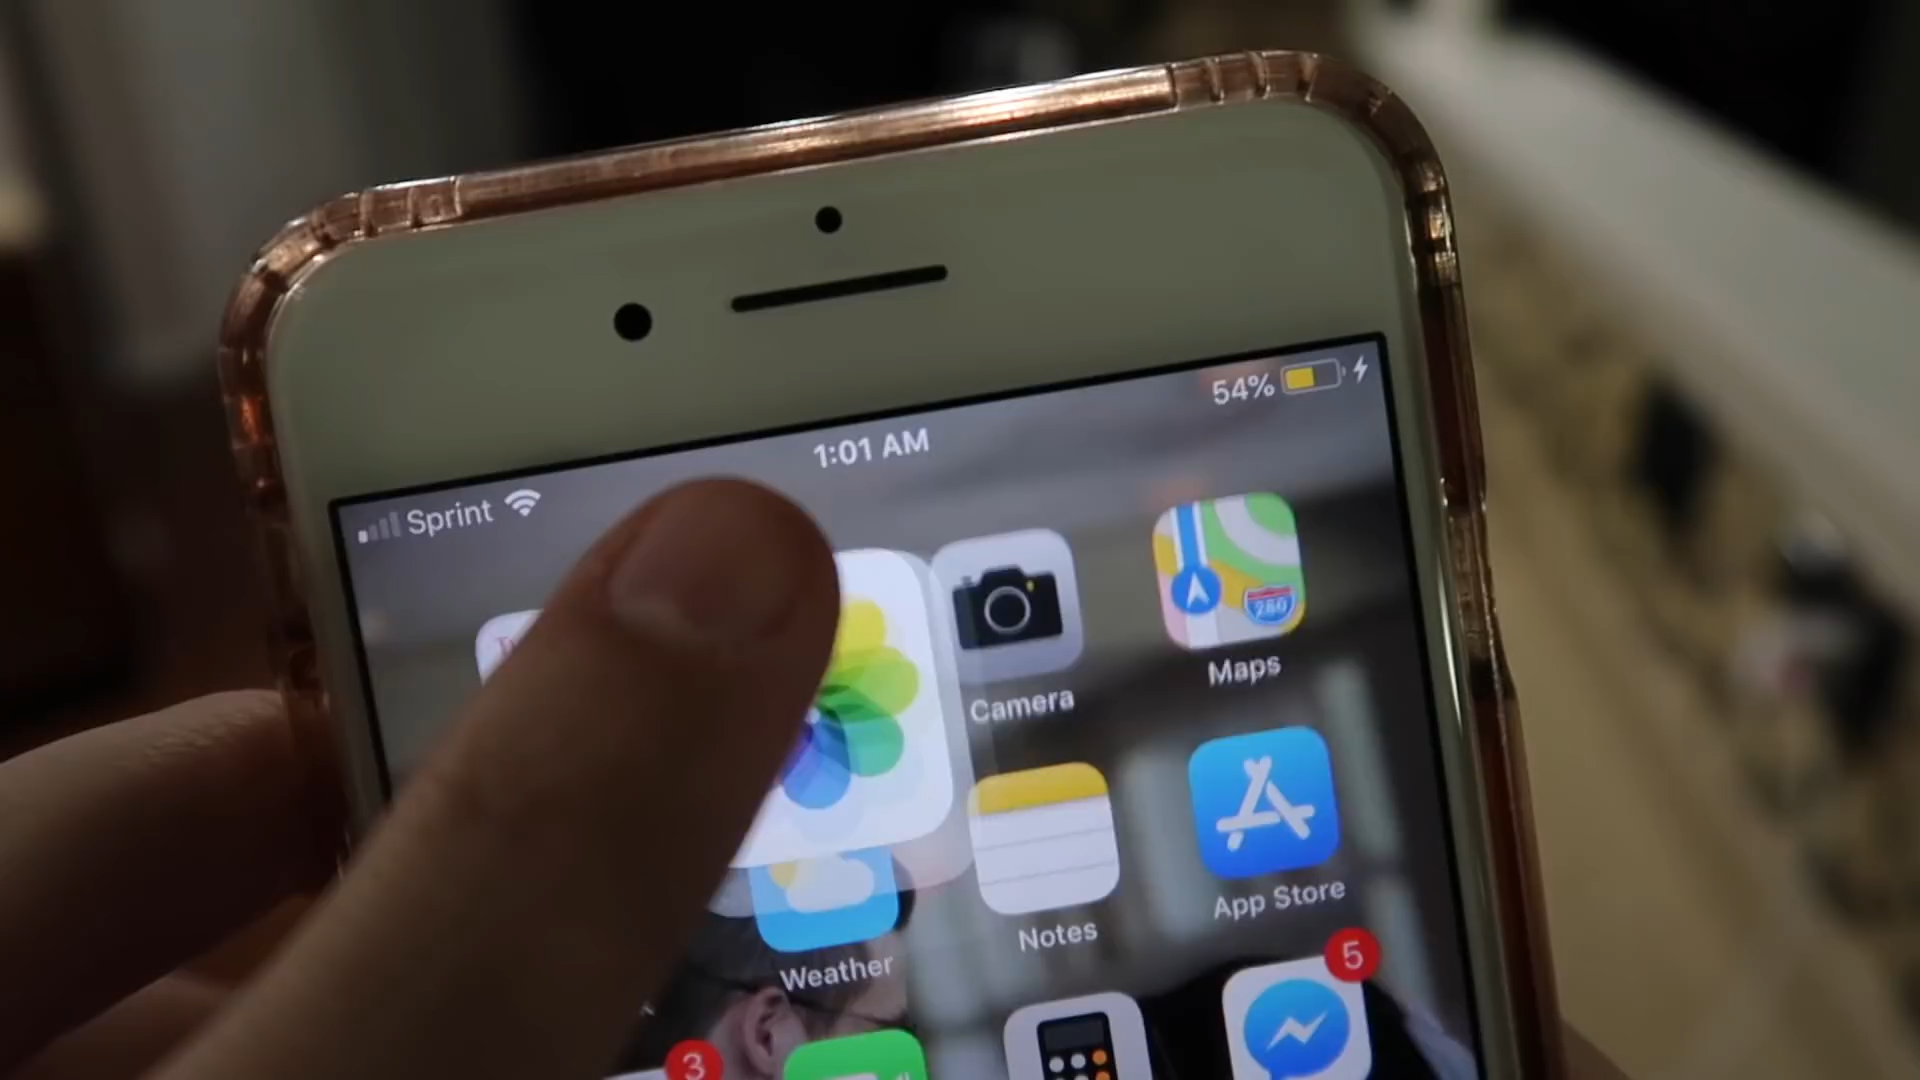 54%
1:01 AM
Sprint
Camera
Maps
280
Weather
Notes
App Store
5
3